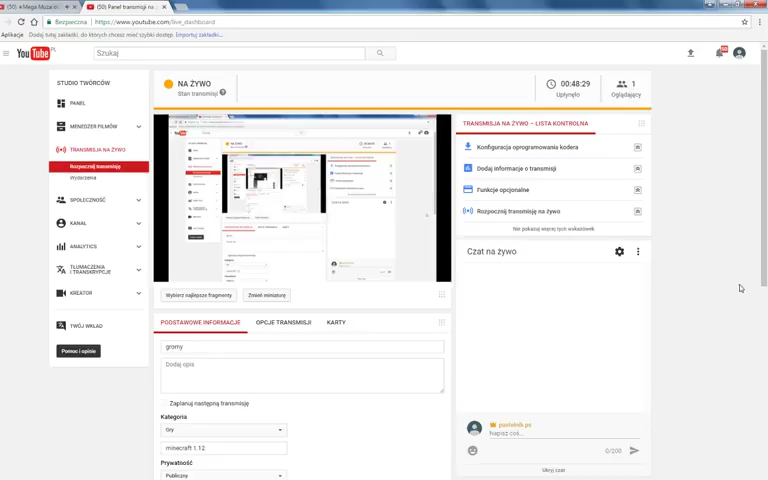 (50) ★Mega Muza do
(50) Panel transmisji na
Bezpieczna
https://www.youtube.com/live_dashboard
Aplikacje
Dodaj tutaj zakładki, do których chcesz mieć szybki dostęp.
Importuj zakładki...
YouTube PL
Szukaj
50
STUDIO TWÓRCÓW
PANEL
MENEDŻER FILMÓW
TRANSMISJA NA ŻYWO
Rozpocznij transmisję
Wydarzenia
SPOŁECZNOŚĆ
KANAŁ
ANALYTICS
TŁUMACZENIA
I TRANSKRYPCJE
KREATOR
TWÓJ WKŁAD
Pomoc i opinie
NA ŻYWO
Stan transmisji
00:48:29
Upłynęło
1
Oglądający
Wybierz najlepsze fragmenty
Zmień miniaturę
PODSTAWOWE INFORMACJE
OPCJE TRANSMISJI
KARTY
gromy
Dodaj opis
Zaplanuj następną transmisję
Kategoria
Gry
minecraft 1.12
Prywatność
Publiczny
TRANSMISJA NA ŻYWO – LISTA KONTROLNA
Konfiguracja oprogramowania kodera
Dodaj informacje o transmisji
Funkcje opcjonalne
Rozpocznij transmisję na żywo
Nie pokazuj więcej tych wskazówek
Czat na żywo
pustelnik ps
Napisz coś...
0/200
Ukryj czat